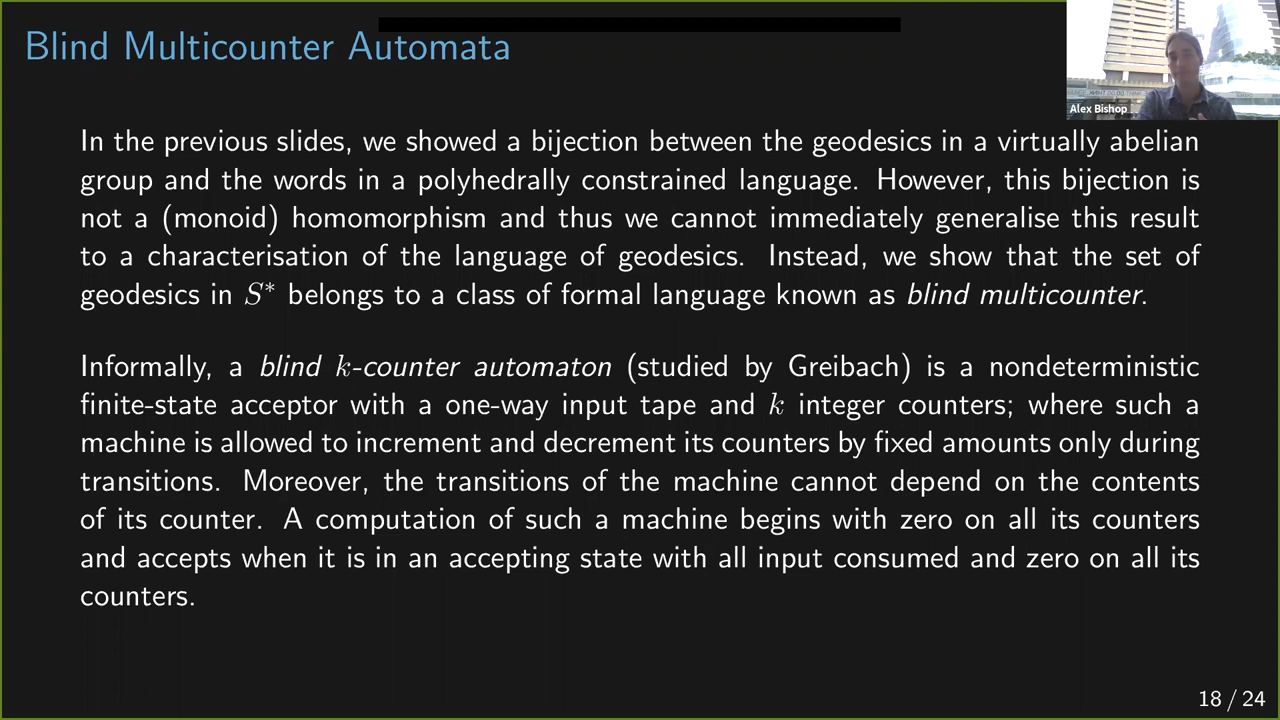 Blind Multicounter Automata
Alex Bishop
In the previous slides, we showed a bijection between the geodesics in a virtually abelian
group and the words in a polyhedrally constrained language. However, this bijection is
not a (monoid) homomorphism and thus we cannot immediately generalise this result
to a characterisation of the language of geodesics. Instead, we show that the set of
geodesics in S* belongs to a class of formal language known as blind multicounter.
Informally, a blind k-counter automaton (studied by Greibach) is a nondeterministic
finite-state acceptor with a one-way input tape and k integer counters; where such a
machine is allowed to increment and decrement its counters by fixed amounts only during
transitions. Moreover, the transitions of the machine cannot depend on the contents
of its counter. A computation of such a machine begins with zero on all its counters
and accepts when it is in an accepting state with all input consumed and zero on all its
counters.
18 / 24